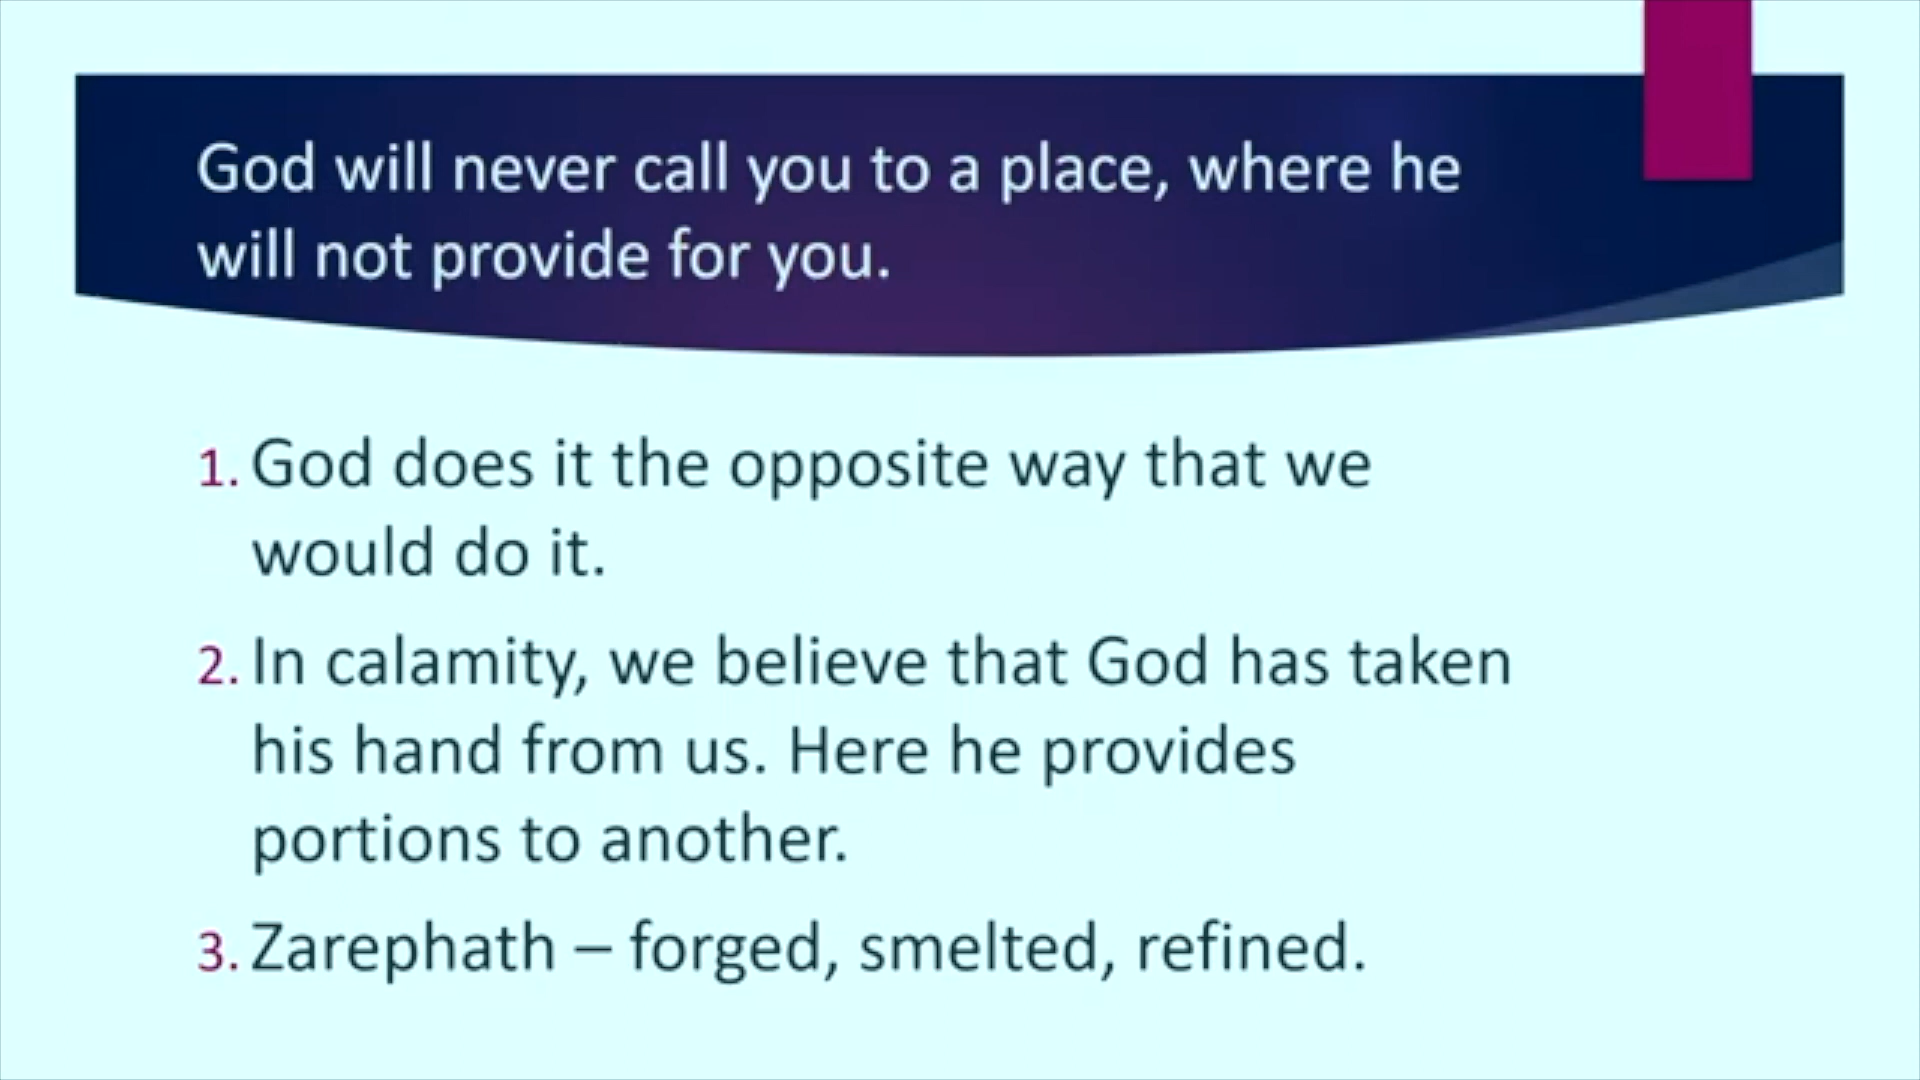 God will never call you to a place, where he
will not provide for you.
1. God does it the opposite way that we
would do it.
2. In calamity, we believe that God has taken
his hand from us. Here he provides
portions to another.
3. Zarephath – forged, smelted, refined.